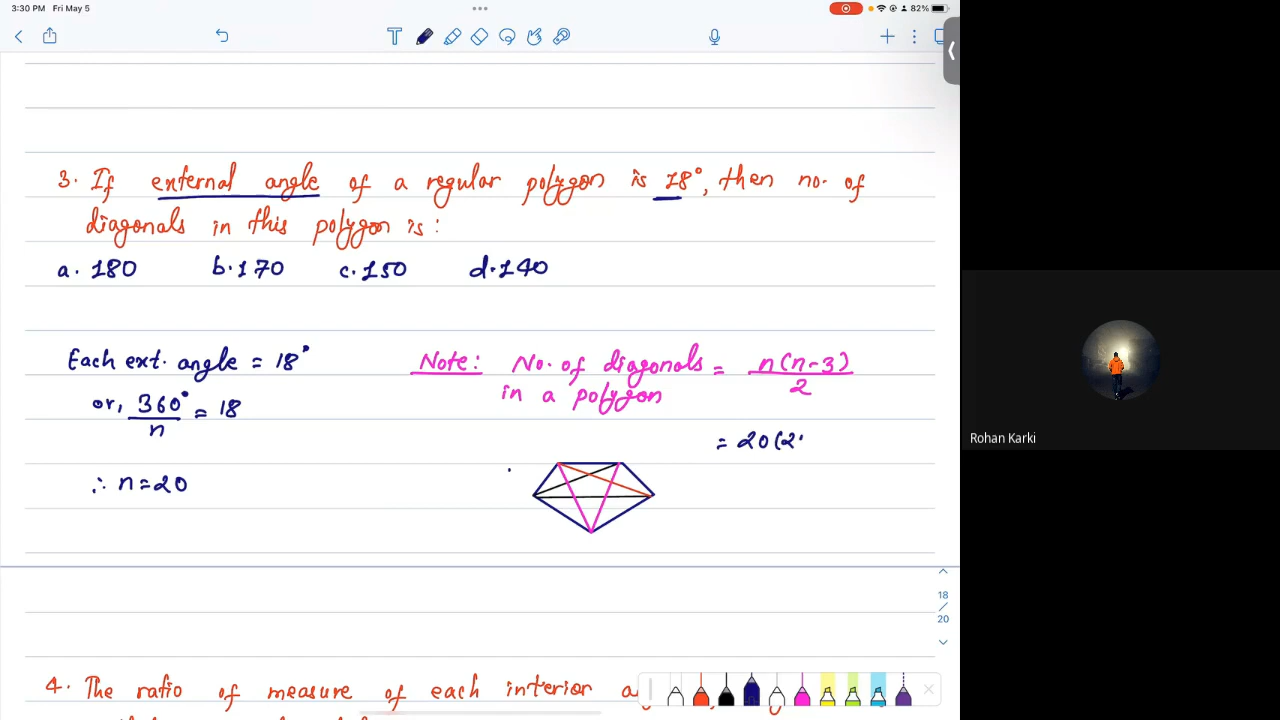 3:30 PM Fri May 5
82%
3. If external angle of a regular polygon is 18°, then no. of
diagonals in this polygon is:
a. 180 b. 170 c. 150 d. 140
Each ext. angle = 18°
or, 360°/n = 18
∴ n = 20
Note: No. of diagonals in a polygon = n(n-3)/2
= 20(2
Rohan Karki
18
/
20
4. The ratio of measure of each interior